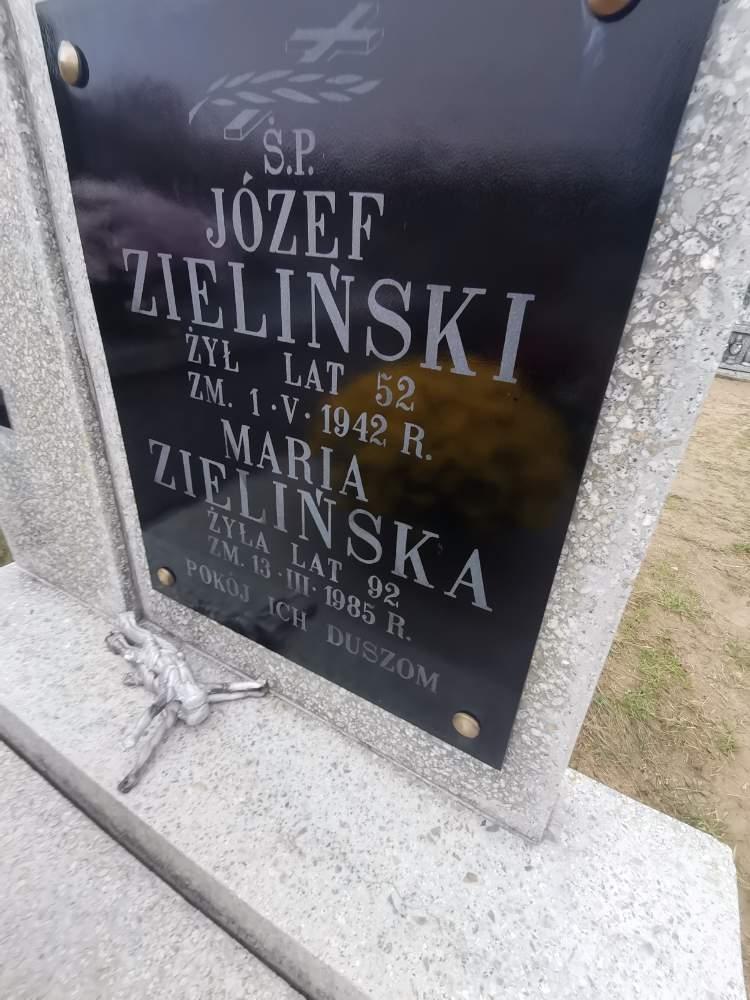 Ś.P.
JÓZEF
ZIELIŃSKI
ŻYŁ LAT 52
ZM. 1·V·1942 R.
MARIA
ZIELIŃSKA
ŻYŁA LAT 92
ZM. 13·III·1985 R.
POKÓJ ICH DUSZOM